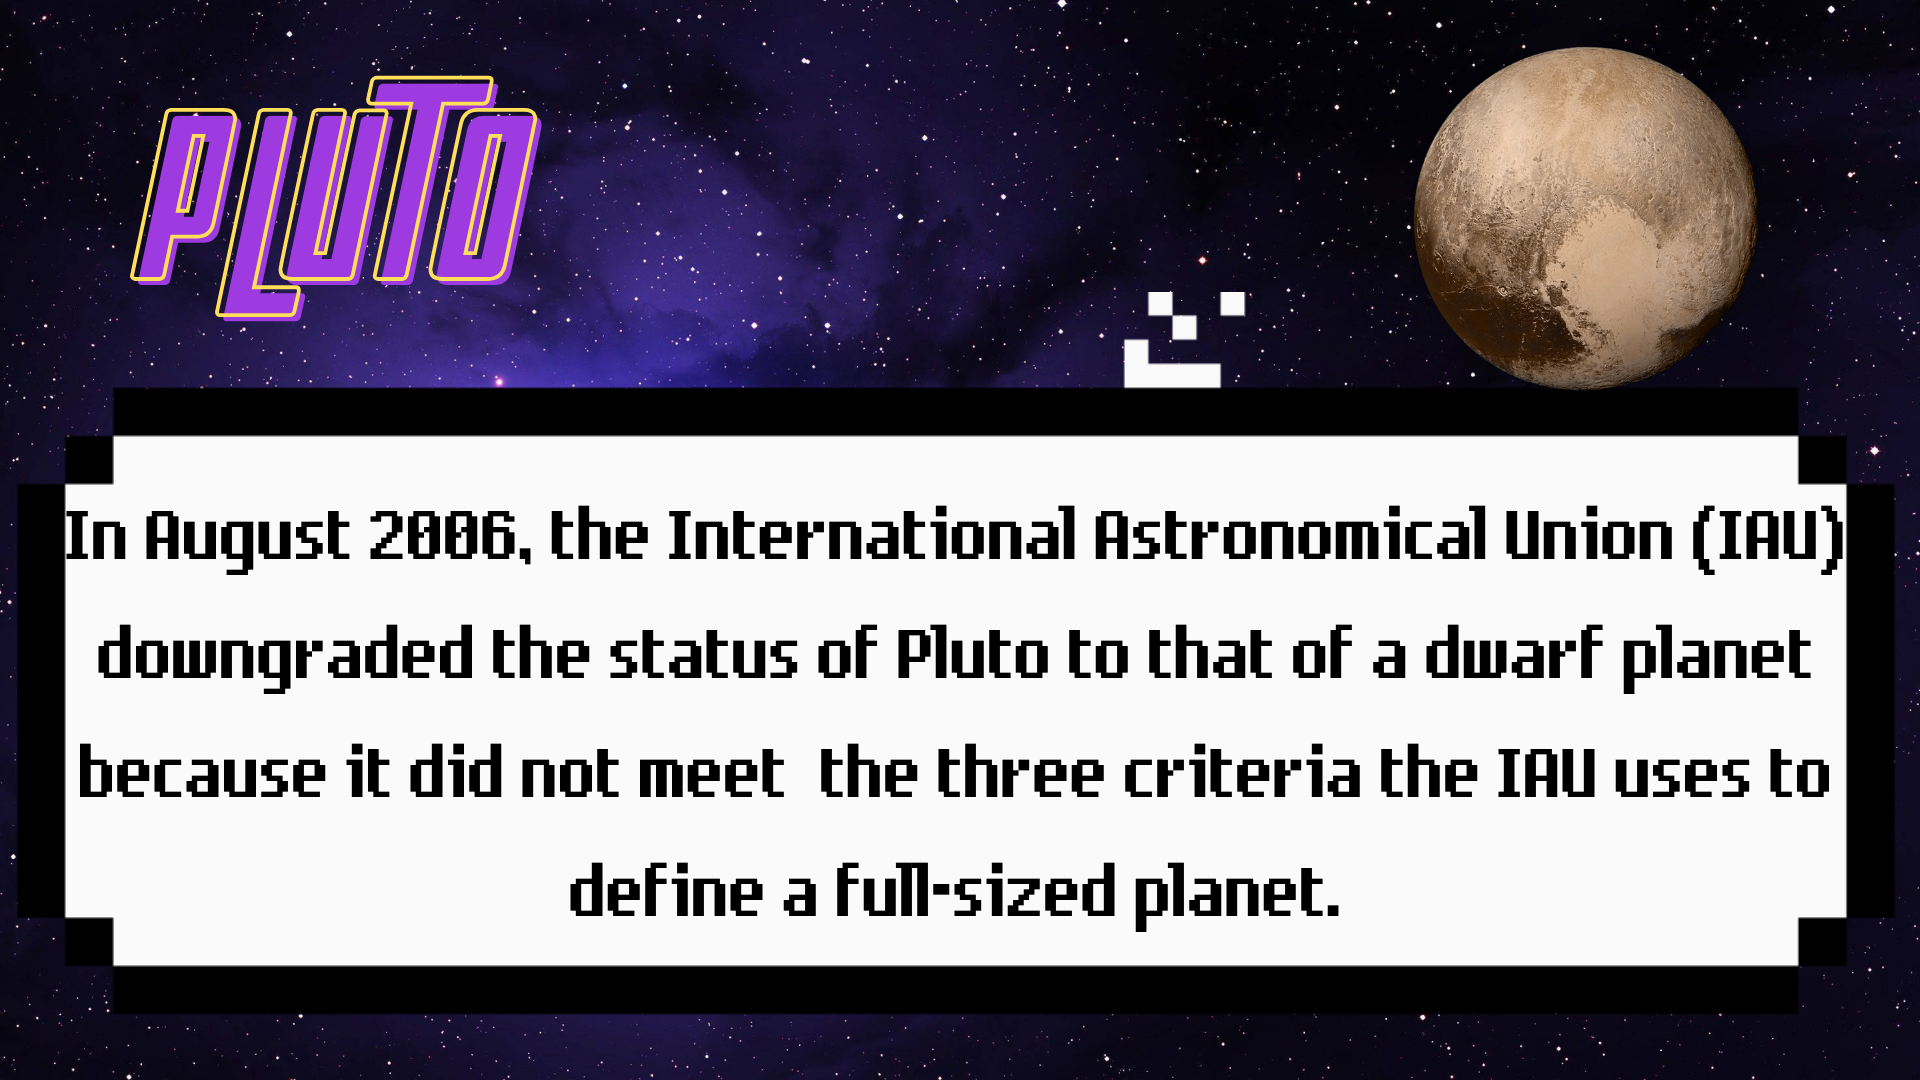 PLUTO
In August 2006, the International Astronomical Union (IAU)
downgraded the status of Pluto to that of a dwarf planet
because it did not meet  the three criteria the IAU uses to
define a full-sized planet.